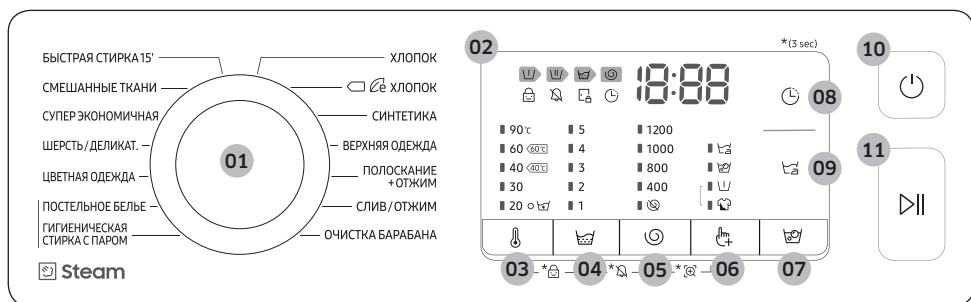 БЫСТРАЯ СТИРКА 15'
СМЕШАННЫЕ ТКАНИ
СУПЕР ЭКОНОМИЧНАЯ
ШЕРСТЬ/ДЕЛИКАТ.
ЦВЕТНАЯ ОДЕЖДА
ПОСТЕЛЬНОЕ БЕЛЬЕ
ГИГИЕНИЧЕСКАЯ
СТИРКА С ПАРОМ
Steam
01
ХЛОПОК
ё ХЛОПОК
СИНТЕТИКА
ВЕРХНЯЯ ОДЕЖДА
ПОЛОСКАНИЕ
+ОТЖИМ
СЛИВ/ОТЖИМ
ОЧИСТКА БАРАБАНА
02
*(3 sec)
18:88
90℃ 5 1200
60 60℃ 4 1000
40 40℃ 3 800
30 2 400
20 1
08
09
03 * 04 * 05 * 06 07
10
11